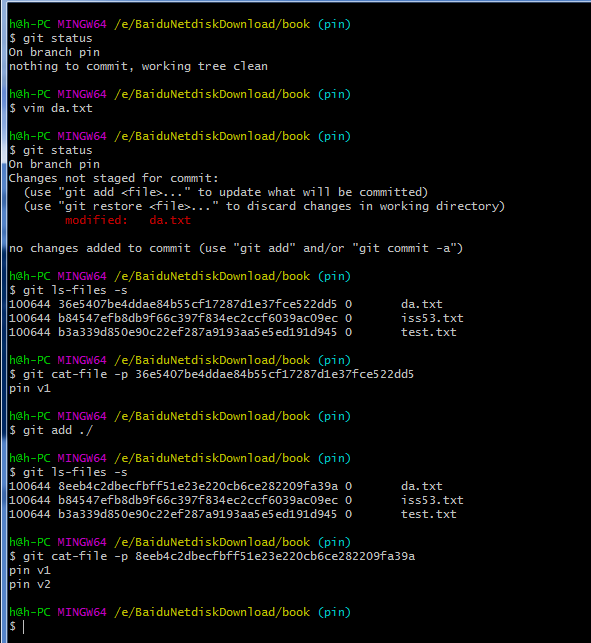 h@h-PC MINGW64 /e/BaiduNetdiskDownload/book (pin)
$ git status
On branch pin
nothing to commit, working tree clean
h@h-PC MINGW64 /e/BaiduNetdiskDownload/book (pin)
$ vim da.txt
h@h-PC MINGW64 /e/BaiduNetdiskDownload/book (pin)
$ git status
On branch pin
Changes not staged for commit:
  (use "git add <file>..." to update what will be committed)
  (use "git restore <file>..." to discard changes in working directory)
        modified:   da.txt
no changes added to commit (use "git add" and/or "git commit -a")
h@h-PC MINGW64 /e/BaiduNetdiskDownload/book (pin)
$ git ls-files -s
100644 36e5407be4ddae84b55cf17287d1e37fce522dd5 0       da.txt
100644 b84547efb8db9f66c397f834ec2ccf6039ac09ec 0       iss53.txt
100644 b3a339d850e90c22ef287a9193aa5e5ed191d945 0       test.txt
h@h-PC MINGW64 /e/BaiduNetdiskDownload/book (pin)
$ git cat-file -p 36e5407be4ddae84b55cf17287d1e37fce522dd5
pin v1
h@h-PC MINGW64 /e/BaiduNetdiskDownload/book (pin)
$ git add ./
h@h-PC MINGW64 /e/BaiduNetdiskDownload/book (pin)
$ git ls-files -s
100644 8eeb4c2dbecfbff51e23e220cb6ce282209fa39a 0       da.txt
100644 b84547efb8db9f66c397f834ec2ccf6039ac09ec 0       iss53.txt
100644 b3a339d850e90c22ef287a9193aa5e5ed191d945 0       test.txt
h@h-PC MINGW64 /e/BaiduNetdiskDownload/book (pin)
$ git cat-file -p 8eeb4c2dbecfbff51e23e220cb6ce282209fa39a
pin v1
pin v2
h@h-PC MINGW64 /e/BaiduNetdiskDownload/book (pin)
$